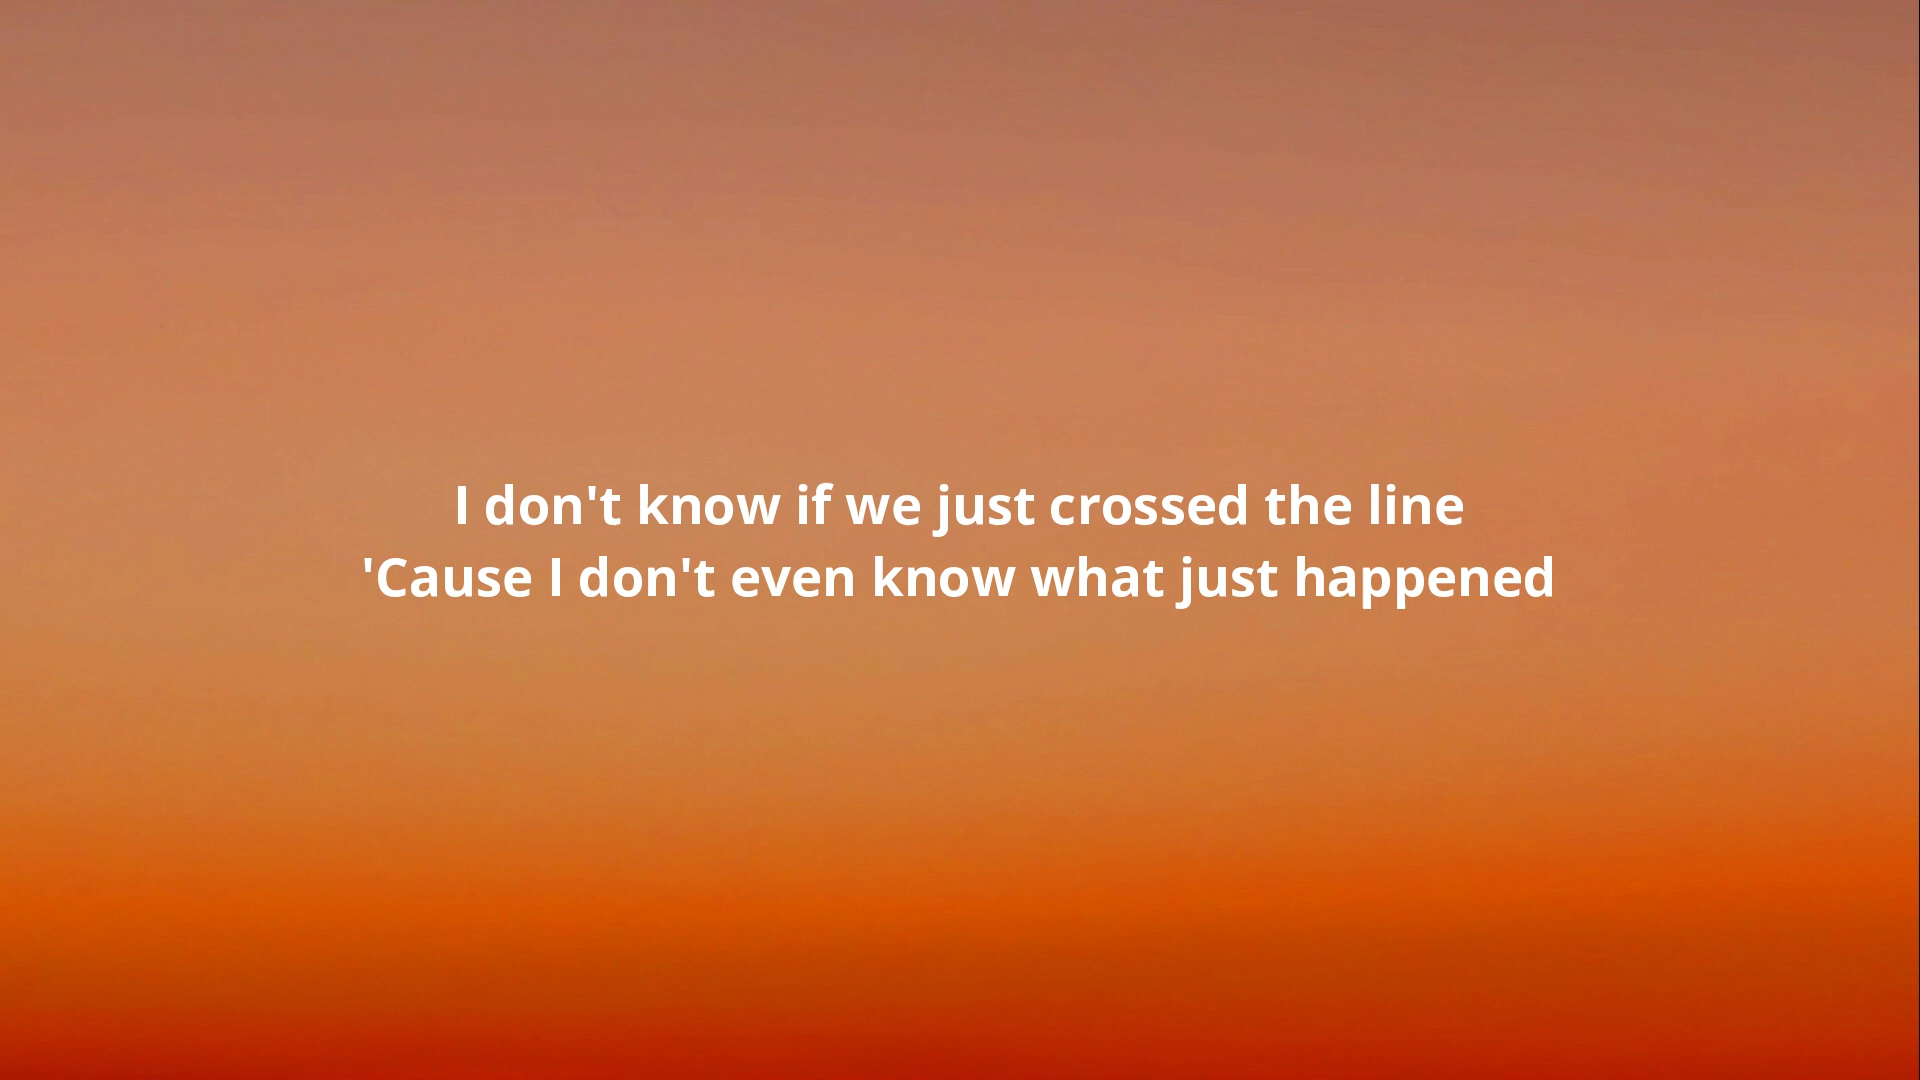 I don't know if we just crossed the line
'Cause I don't even know what just happened